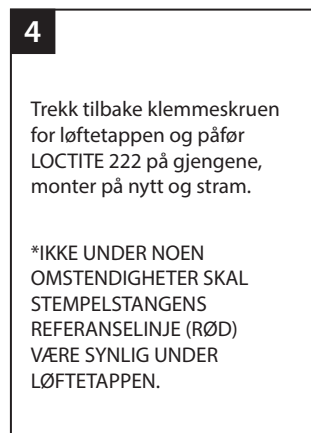 4
Trekk tilbake klemmeskruen
for løftetappen og påfør
LOCTITE 222 på gjengene,
monter på nytt og stram.
*IKKE UNDER NOEN
OMSTENDIGHETER SKAL
STEMPELSTANGENS
REFERANSELINJE (RØD)
VÆRE SYNLIG UNDER
LØFTETAPPEN.